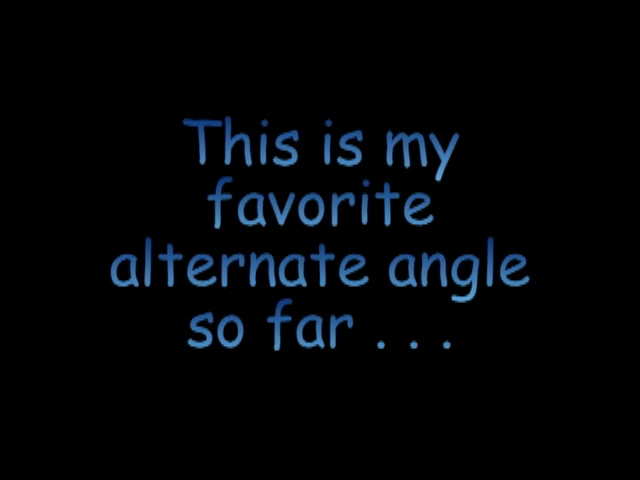 This is my
favorite
alternate angle
so far . . .